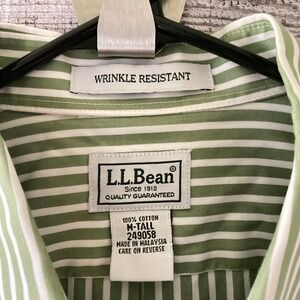 WRINKLE RESISTANT
L.L.Bean®
Since 1912
QUALITY GUARANTEED
100% COTTON
M-TALL
249058
MADE IN MALAYSIA
CARE ON REVERSE